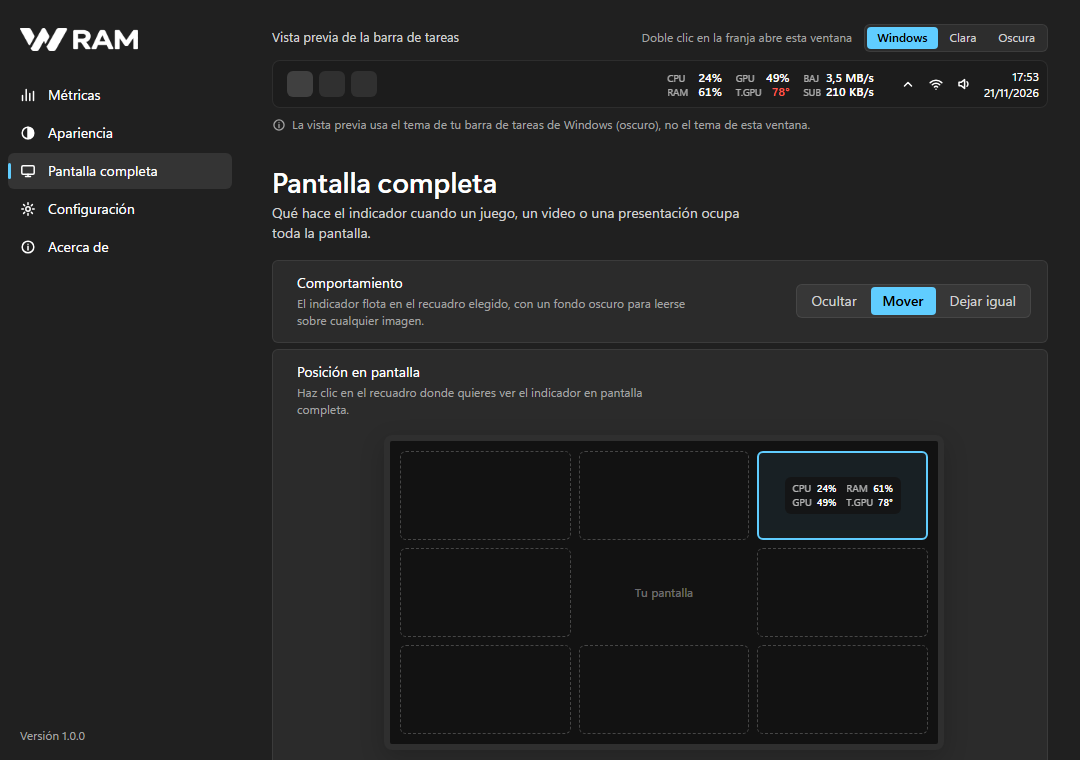 W RAM
Métricas
Apariencia
Pantalla completa
Configuración
Acerca de
Versión 1.0.0
Vista previa de la barra de tareas
Doble clic en la franja abre esta ventana
Windows Clara Oscura
CPU 24% GPU 49% BAJ 3,5 MB/s
RAM 61% T.GPU 78° SUB 210 KB/s
17:53
21/11/2026
La vista previa usa el tema de tu barra de tareas de Windows (oscuro), no el tema de esta ventana.
Pantalla completa
Qué hace el indicador cuando un juego, un video o una presentación ocupa
toda la pantalla.
Comportamiento
El indicador flota en el recuadro elegido, con un fondo oscuro para leerse
sobre cualquier imagen.
Ocultar Mover Dejar igual
Posición en pantalla
Haz clic en el recuadro donde quieres ver el indicador en pantalla
completa.
CPU 24% RAM 61%
GPU 49% T.GPU 78°
Tu pantalla